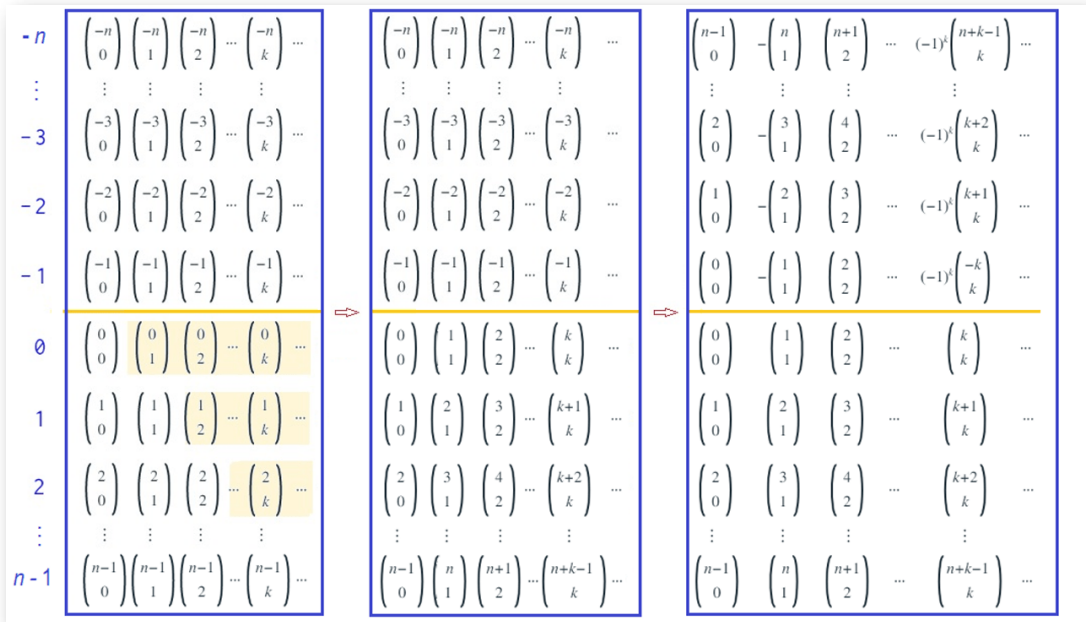 -n (−n 0) (−n 1) (−n 2) ⋯ (−n k) ⋯ (−n 0) (−n 1) (−n 2) ⋯ (−n k) ⋯ (n−1 0) −(n 1) (n+1 2) ⋯ (−1)ᵏ(n+k−1 k) ⋯
⋮ ⋮ ⋮ ⋮ ⋮ ⋮ ⋮ ⋮ ⋮ ⋮ ⋮ ⋮ ⋮
-3 (−3 0) (−3 1) (−3 2) ⋯ (−3 k) ⋯ (−3 0) (−3 1) (−3 2) ⋯ (−3 k) ⋯ (2 0) −(3 1) (4 2) ⋯ (−1)ᵏ(k+2 k) ⋯
-2 (−2 0) (−2 1) (−2 2) ⋯ (−2 k) ⋯ (−2 0) (−2 1) (−2 2) ⋯ (−2 k) ⋯ (1 0) −(2 1) (3 2) ⋯ (−1)ᵏ(k+1 k) ⋯
-1 (−1 0) (−1 1) (−1 2) ⋯ (−1 k) ⋯ (−1 0) (−1 1) (−1 2) ⋯ (−1 k) ⋯ (0 0) −(1 1) (2 2) ⋯ (−1)ᵏ(−k k) ⋯
⇨ ⇨
0 (0 0) (0 1) (0 2) ⋯ (0 k) ⋯ (0 0) (1 1) (2 2) ⋯ (k k) ⋯ (0 0) (1 1) (2 2) ⋯ (k k) ⋯
1 (1 0) (1 1) (1 2) ⋯ (1 k) ⋯ (1 0) (2 1) (3 2) ⋯ (k+1 k) ⋯ (1 0) (2 1) (3 2) ⋯ (k+1 k) ⋯
2 (2 0) (2 1) (2 2) ⋯ (2 k) ⋯ (2 0) (3 1) (4 2) ⋯ (k+2 k) ⋯ (2 0) (3 1) (4 2) ⋯ (k+2 k) ⋯
⋮ ⋮ ⋮ ⋮ ⋮ ⋮ ⋮ ⋮ ⋮ ⋮ ⋮ ⋮ ⋮
n-1 (n−1 0) (n−1 1) (n−1 2) ⋯ (n−1 k) ⋯ (n−1 0) (n 1) (n+1 2) ⋯ (n+k−1 k) ⋯ (n−1 0) (n 1) (n+1 2) ⋯ (n+k−1 k) ⋯